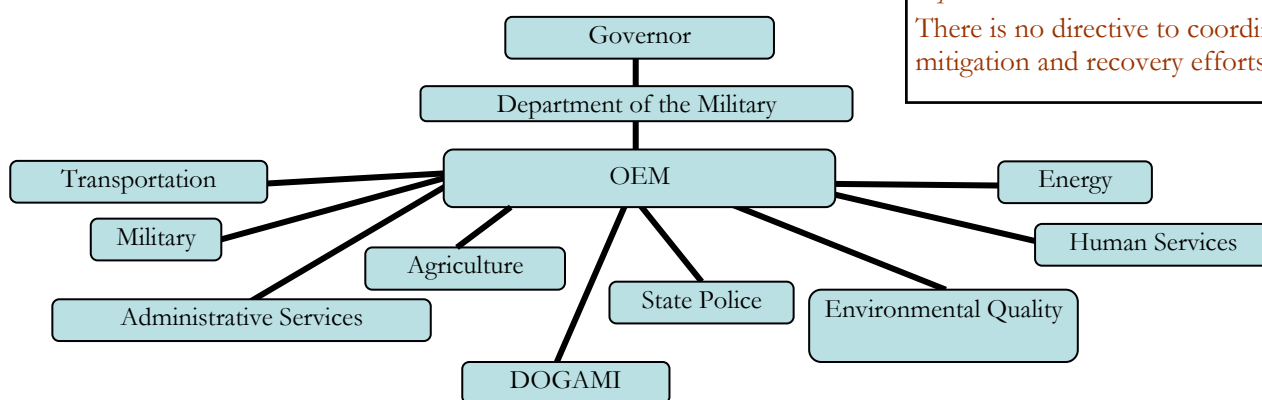 There is no directive to
mitigation and recovery efforts
Governor
Department of the Military
OEM
Transportation
Energy
Military
Human Services
Agriculture
State Police
Environmental Quality
Administrative Services
DOGAMI